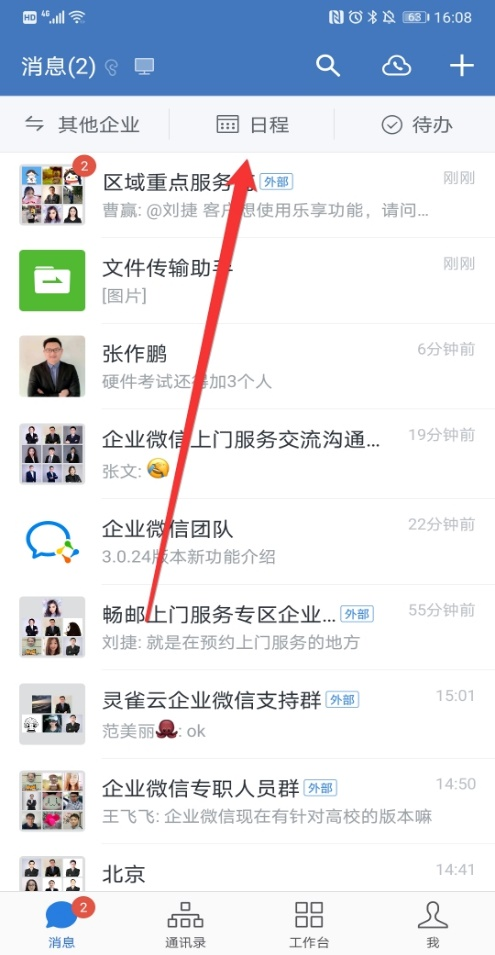 HD 4G 63 16:08
消息(2)
其他企业 日程 待办
2
区域重点服务 外部 刚刚
曹赢: @刘捷 客户想使用乐享功能，请问...
文件传输助手 刚刚
[图片]
张作鹏 6分钟前
硬件考试还得加3个人
企业微信上门服务交流沟通... 19分钟前
张文: 🤣
企业微信团队 22分钟前
3.0.24版本新功能介绍
畅邮上门服务专区企业... 外部 55分钟前
刘捷: 就是在预约上门服务的地方
灵雀云企业微信支持群 外部 15:01
范美丽🐙: ok
企业微信专职人员群 外部 14:50
王飞飞: 企业微信现在有针对高校的版本嘛
北京 14:41
2
消息 通讯录 工作台 我